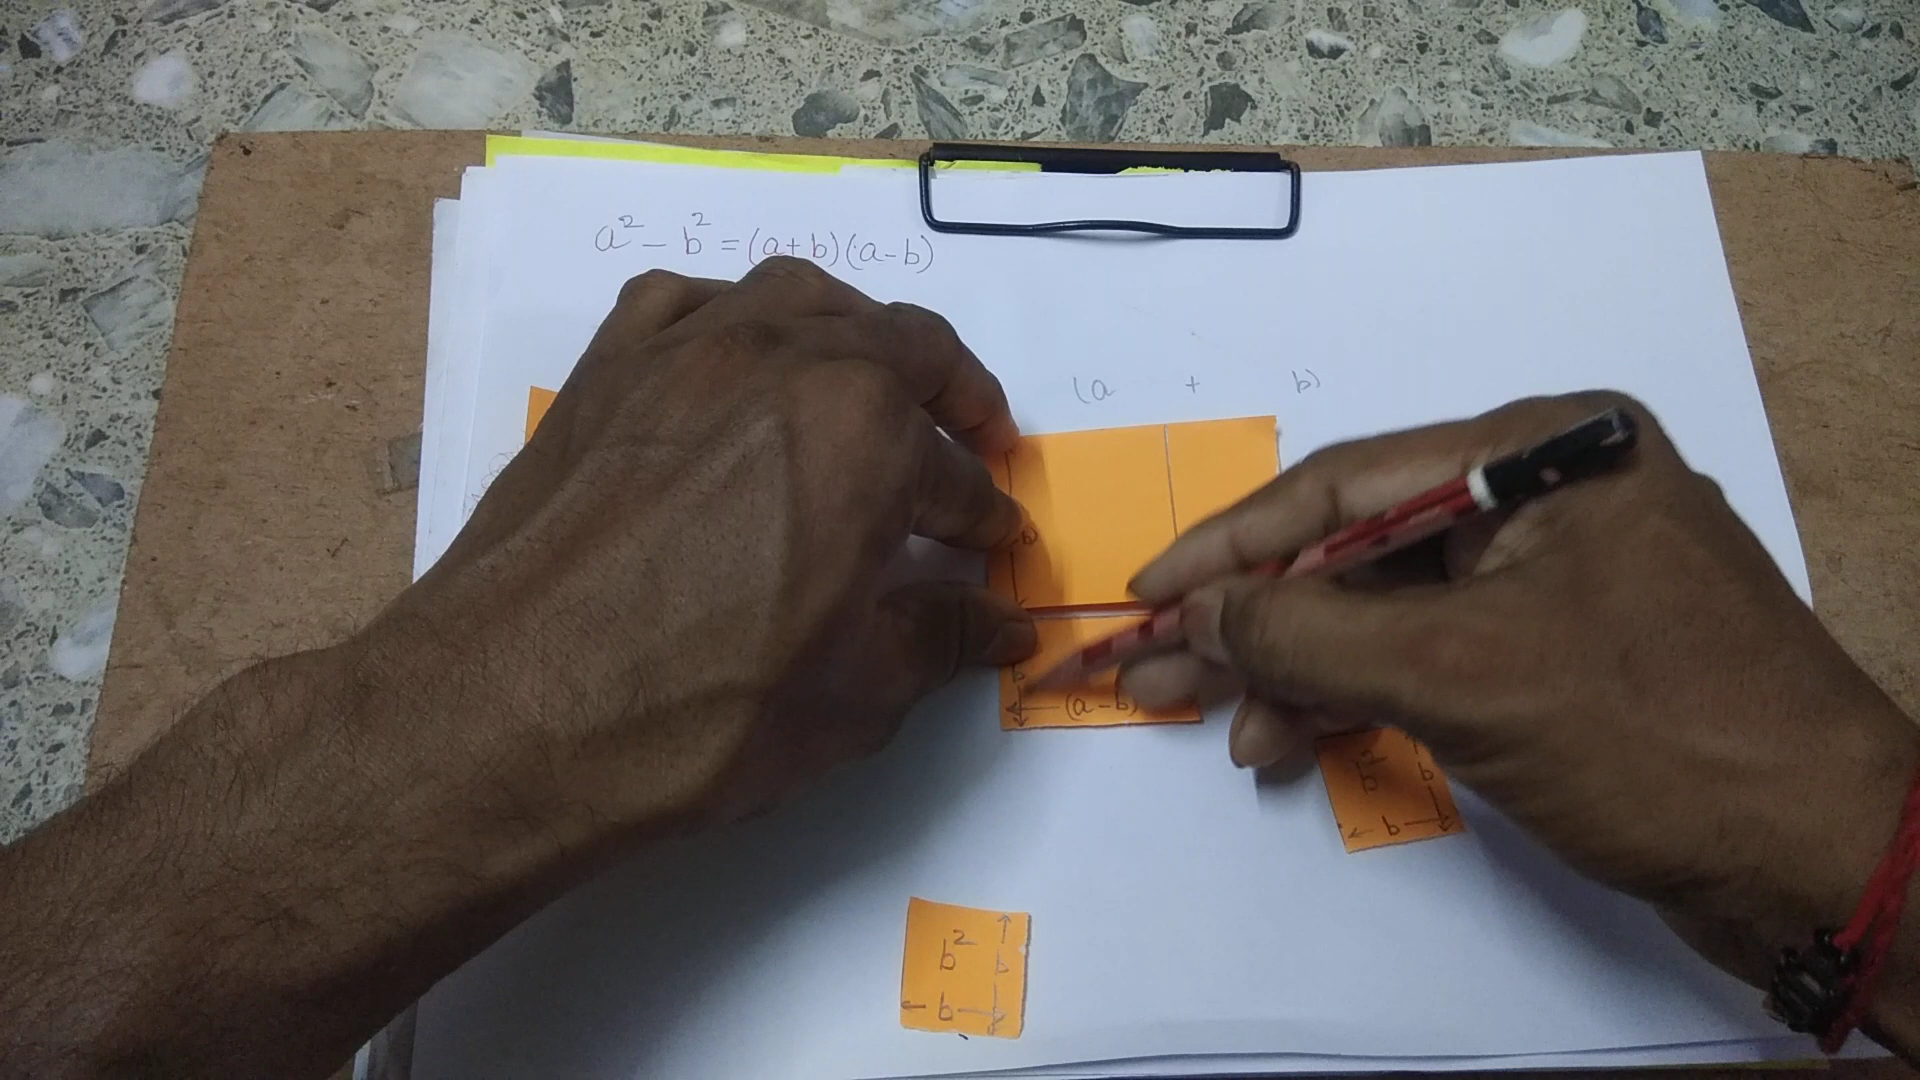 a² - b² = (a+b)(a-b)
(a + b)
b
b
(a-b)
b²
b
b
b²
b
b